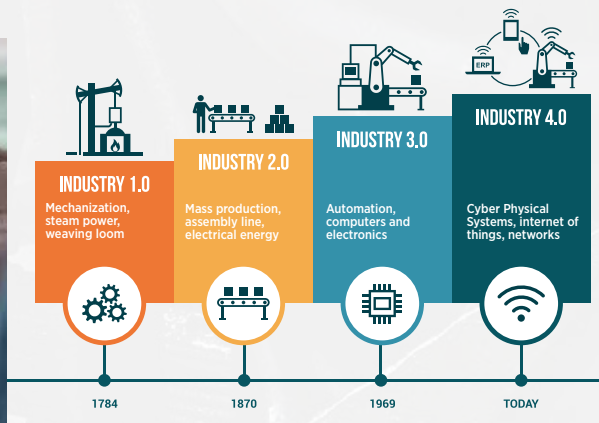 ERP
INDUSTRY 1.0
Mechanization,
steam power,
weaving loom
INDUSTRY 2.0
Mass production,
assembly line,
electrical energy
INDUSTRY 3.0
Automation,
computers and
electronics
INDUSTRY 4.0
Cyber Physical
Systems, internet of
things, networks
1784
1870
1969
TODAY